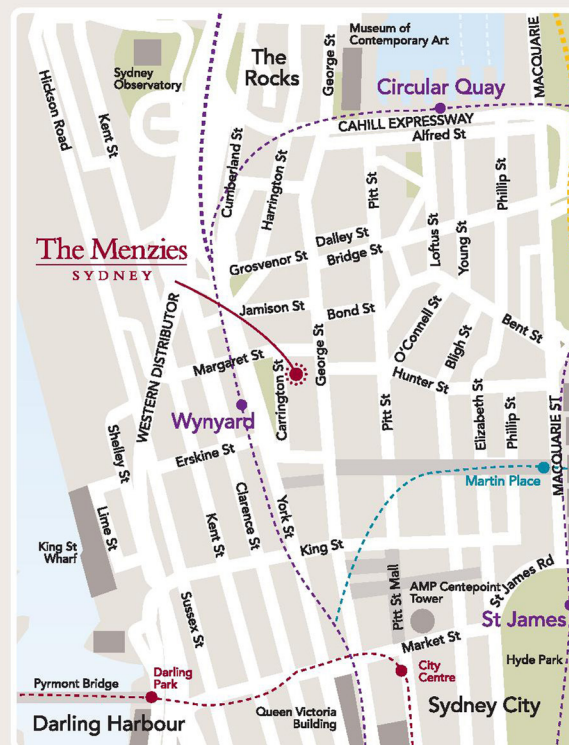 Museum of
Contemporary Art
The
Rocks
George St
MACQUARIE
Sydney
Observatory
Circular Quay
Hickson Road
Kent St
CAHILL EXPRESSWAY
Alfred St
Cumberland St
Harrington St
Pitt St
Phillip St
Loftus St
Young St
Dalley St
Bridge St
Grosvenor St
The Menzies
SYDNEY
Jamison St
Bond St
WESTERN DISTRIBUTOR
George St
O'Connell St
Bligh St
Bent St
Margaret St
Carrington St
Hunter St
Wynyard
Pitt St
Elizabeth St
Phillip St
MACQUARIE ST
Shelley St
Erskine St
Martin Place
Lime St
Kent St
Clarence St
York St
King St
Wharf
King St
Pitt St Mall
AMP Centepoint
Tower
St James Rd
Sussex St
St James
Market St
Hyde Park
City
Centre
Darling
Park
Pyrmont Bridge
Darling Harbour
Queen Victoria
Building
Sydney City